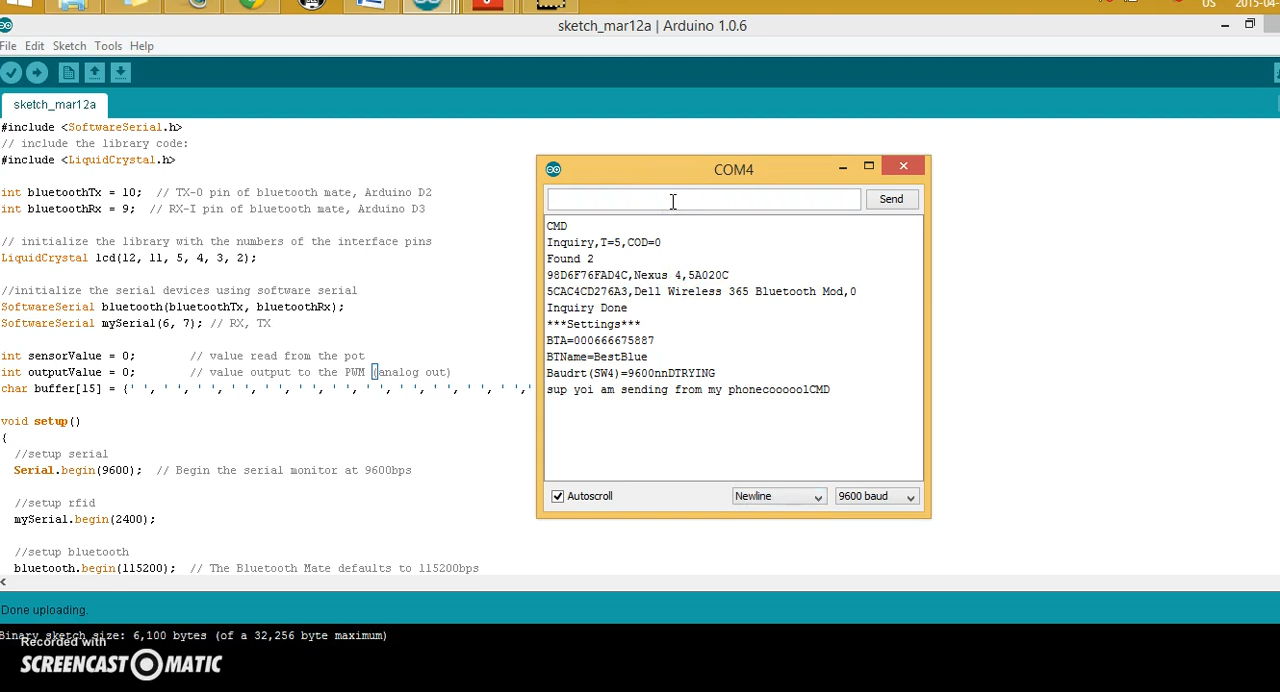 US 2015-04-
sketch_mar12a | Arduino 1.0.6
File Edit Sketch Tools Help
sketch_mar12a
#include <SoftwareSerial.h>
// include the library code:
#include <LiquidCrystal.h>
int bluetoothTx = 10;  // TX-O pin of bluetooth mate, Arduino D2
int bluetoothRx = 9;  // RX-I pin of bluetooth mate, Arduino D3
// initialize the library with the numbers of the interface pins
LiquidCrystal lcd(12, 11, 5, 4, 3, 2);
//initialize the serial devices using software serial
SoftwareSerial bluetooth(bluetoothTx, bluetoothRx);
SoftwareSerial mySerial(6, 7); // RX, TX
int sensorValue = 0;        // value read from the pot
int outputValue = 0;        // value output to the PWM (analog out)
char buffer[15] = {' ', ' ', ' ', ' ', ' ', ' ', ' ', ' ', ' ', ' ', ' ', ' '
void setup()
{
//setup serial
Serial.begin(9600);  // Begin the serial monitor at 9600bps
//setup rfid
mySerial.begin(2400);
//setup bluetooth
bluetooth.begin(115200);  // The Bluetooth Mate defaults to 115200bps
COM4
Send
CMD
Inquiry,T=5,COD=0
Found 2
98D6F76FAD4C,Nexus 4,5A020C
5CAC4CD276A3,Dell Wireless 365 Bluetooth Mod,0
Inquiry Done
***Settings***
BTA=000666675887
BTName=BestBlue
Baudrt(SW4)=9600nnDTRYING
sup yoi am sending from my phonecoooolCMD
Autoscroll
Newline
9600 baud
Done uploading.
Binary sketch size: 6,100 bytes (of a 32,256 byte maximum)
Recorded with
SCREENCAST MATIC